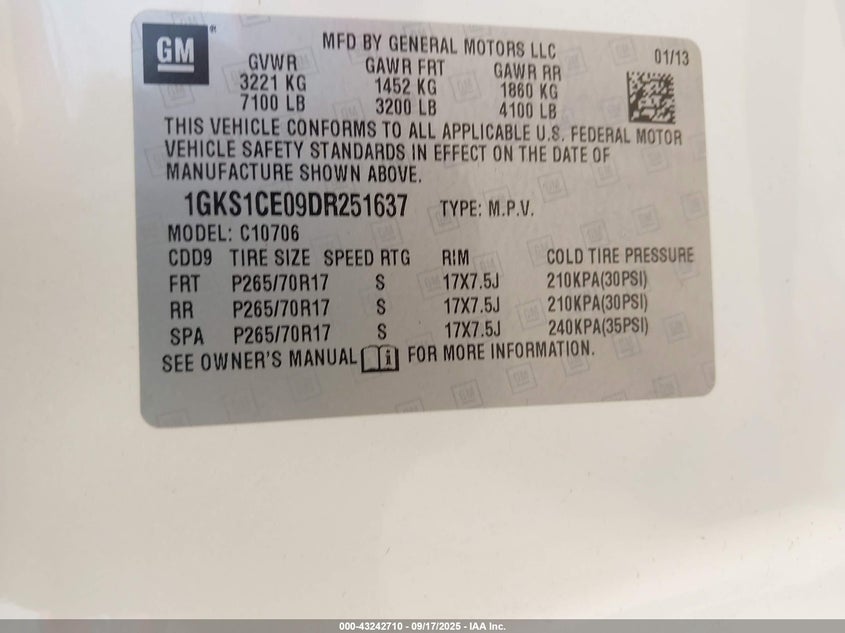 GM
MFD BY GENERAL MOTORS LLC 01/13
GVWR GAWR FRT GAWR RR
3221 KG 1452 KG 1860 KG
7100 LB 3200 LB 4100 LB
THIS VEHICLE CONFORMS TO ALL APPLICABLE U.S. FEDERAL MOTOR
VEHICLE SAFETY STANDARDS IN EFFECT ON THE DATE OF
MANUFACTURE SHOWN ABOVE.
1GKS1CE09DR251637 TYPE: M.P.V.
MODEL: C10706
CDD9 TIRE SIZE SPEED RTG RIM COLD TIRE PRESSURE
FRT P265/70R17 S 17X7.5J 210KPA(30PSI)
RR P265/70R17 S 17X7.5J 210KPA(30PSI)
SPA P265/70R17 S 17X7.5J 240KPA(35PSI)
SEE OWNER'S MANUAL i FOR MORE INFORMATION.
000-43242710 - 09/17/2025 - IAA Inc.